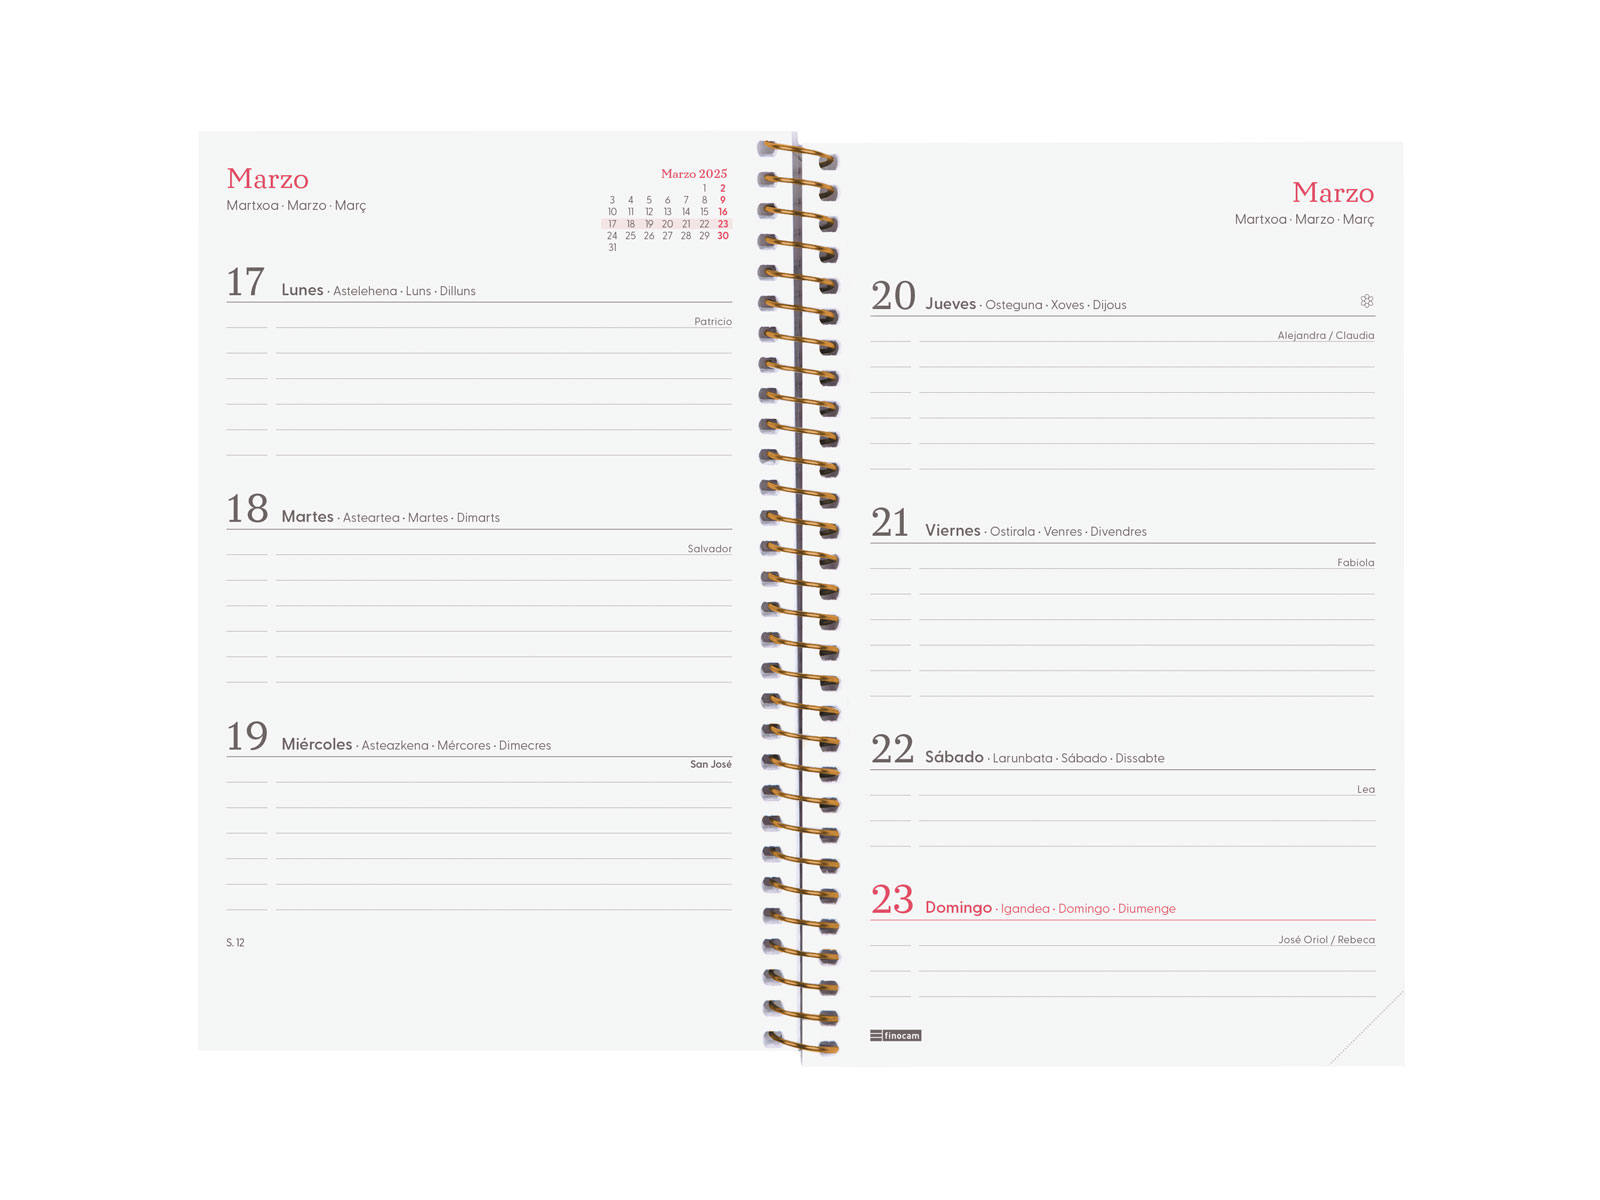 Marzo
Martxoa · Marzo · Març
Marzo 2025
1 2
3 4 5 6 7 8 9
10 11 12 13 14 15 16
17 18 19 20 21 22 23
24 25 26 27 28 29 30
31
17 Lunes · Astelehena · Luns · Dilluns
Patricio
18 Martes · Asteartea · Martes · Dimarts
Salvador
19 Miércoles · Asteazkena · Mércores · Dimecres
San José
S. 12
Marzo
Martxoa · Marzo · Març
20 Jueves · Osteguna · Xoves · Dijous
Alejandra / Claudia
21 Viernes · Ostirala · Venres · Divendres
Fabiola
22 Sábado · Larunbata · Sábado · Dissabte
Lea
23 Domingo · Igandea · Domingo · Diumenge
José Oriol / Rebeca
finocam